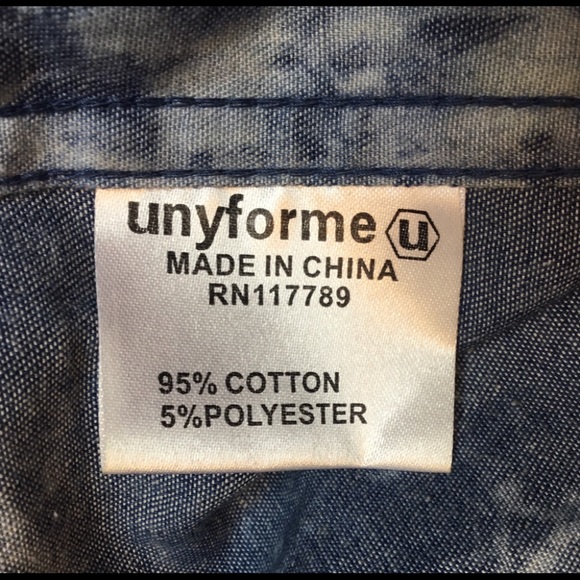 unyforme u
MADE IN CHINA
RN117789
95% COTTON
5%POLYESTER